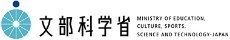 文部科学省
MINISTRY OF EDUCATION,
CULTURE, SPORTS,
SCIENCE AND TECHNOLOGY-JAPAN